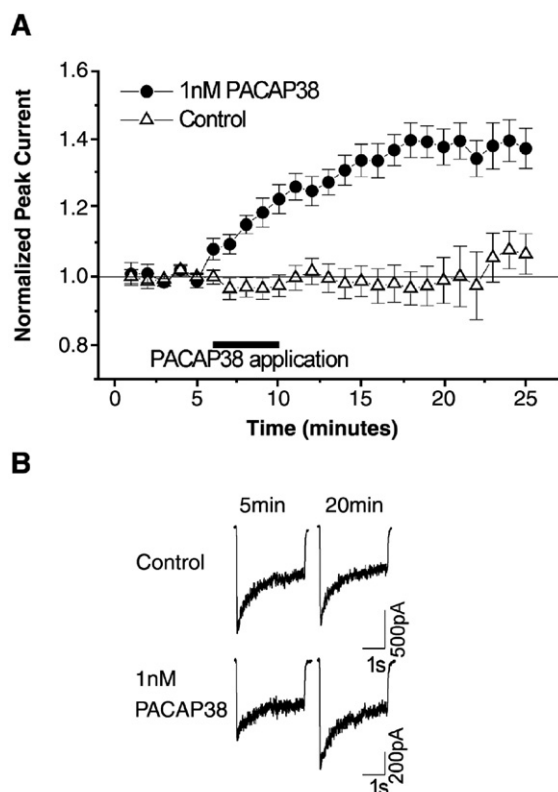 A
Normalized Peak Current
1.6
1.4
1.2
1.0
0.8
1nM PACAP38
Control
PACAP38 application
0 5 10 15 20 25
Time (minutes)
B
5min 20min
Control
500pA
1s
1nM
PACAP38
200pA
1s